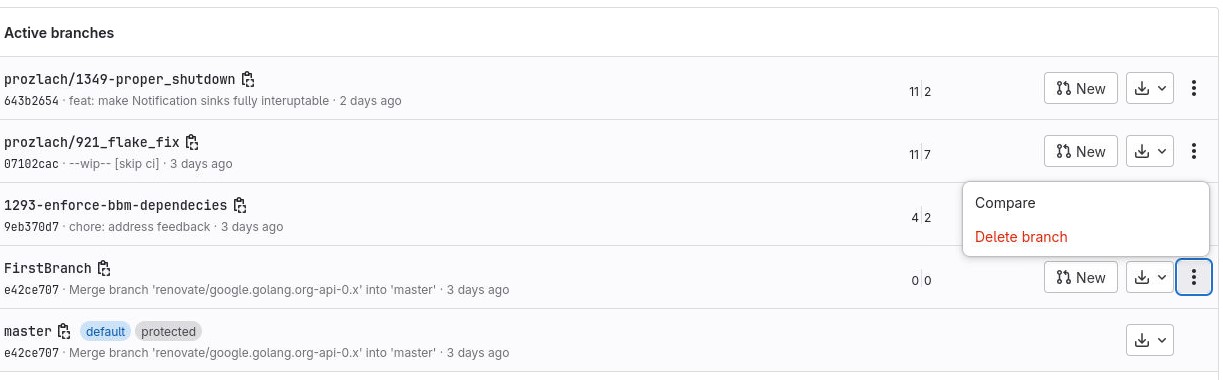 Active branches
prozlach/1349-proper_shutdown
643b2654 · feat: make Notification sinks fully interuptable · 2 days ago
11 2
New
prozlach/921_flake_fix
07102cac · --wip-- [skip ci] · 3 days ago
11 7
New
1293-enforce-bbm-dependecies
9eb370d7 · chore: address feedback · 3 days ago
4 2
Compare
Delete branch
FirstBranch
e42ce707 · Merge branch 'renovate/google.golang.org-api-0.x' into 'master' · 3 days ago
0 0
New
master default protected
e42ce707 · Merge branch 'renovate/google.golang.org-api-0.x' into 'master' · 3 days ago